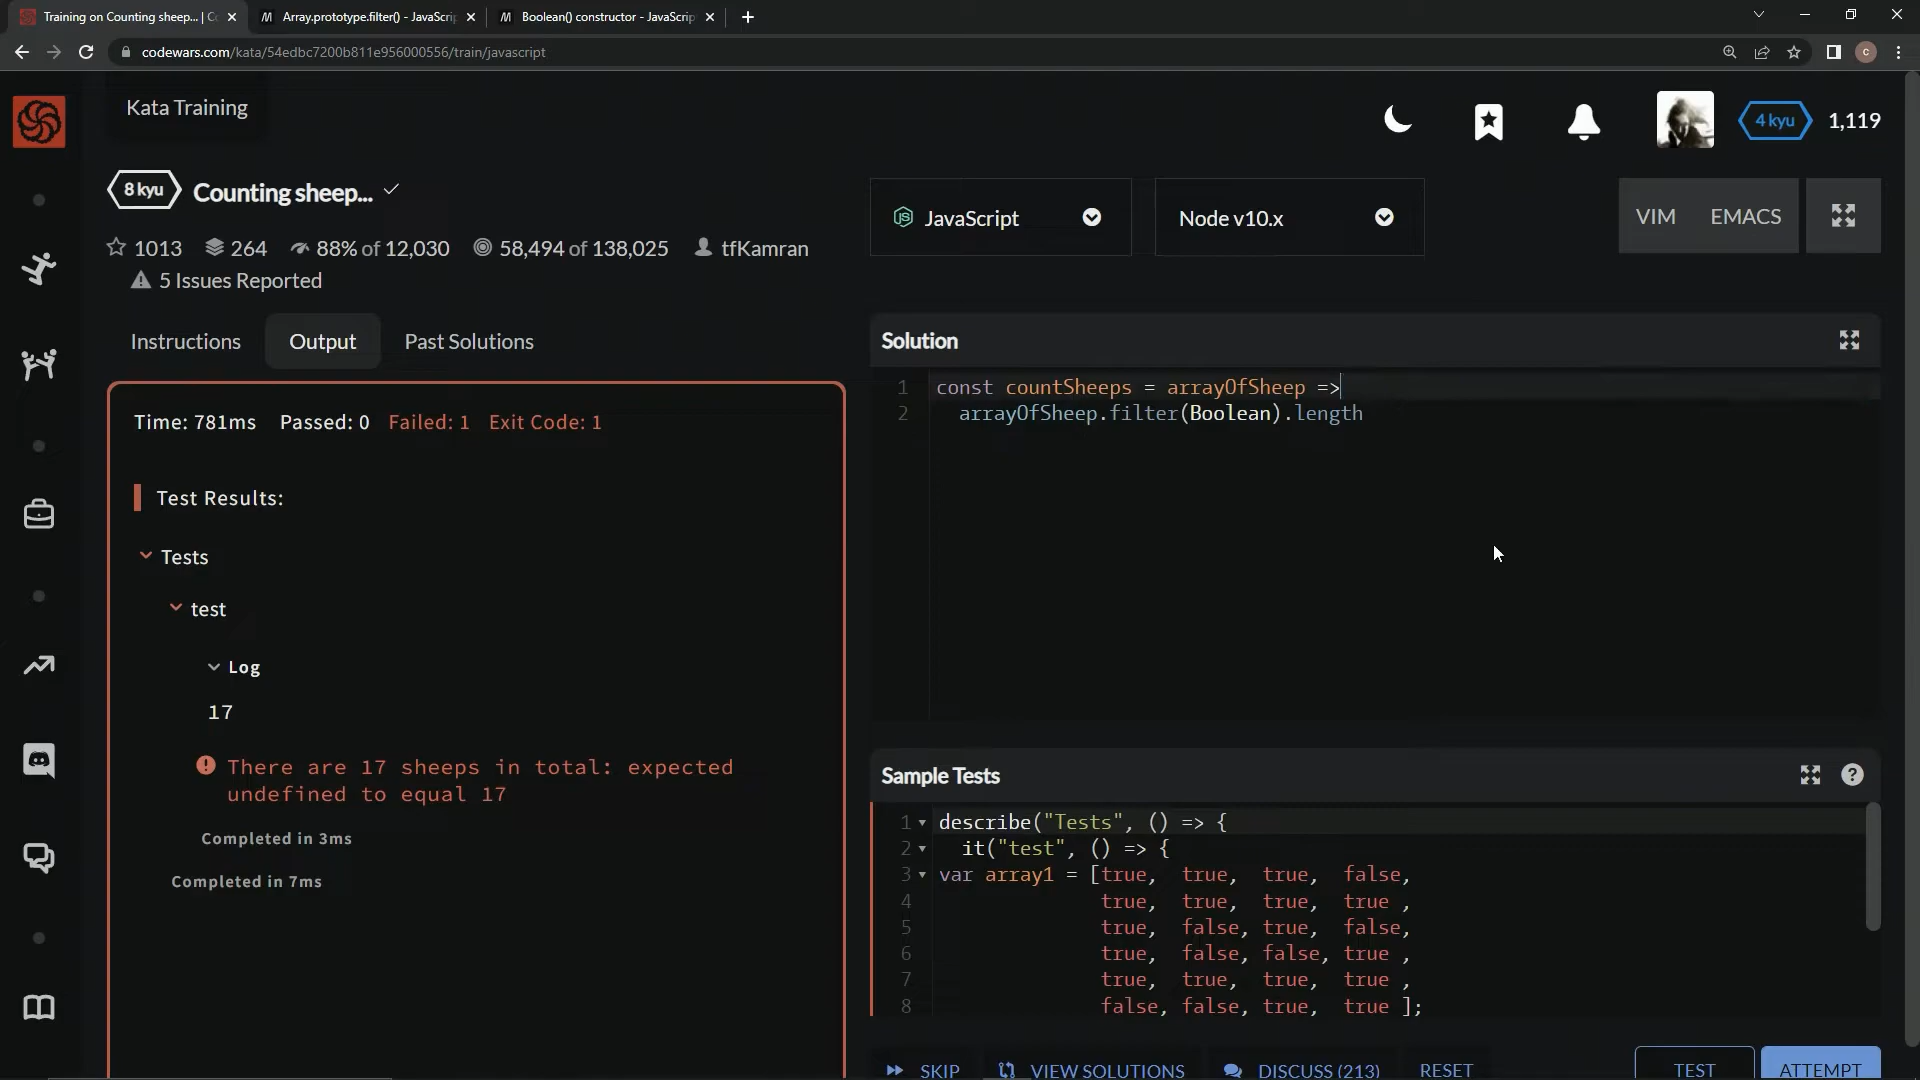 Training on Counting sheep... | C
Array.prototype.filter() - JavaScrip
Boolean() constructor - JavaScrip
codewars.com/kata/54edbc7200b811e956000556/train/javascript
C
Kata Training
4 kyu
1,119
8 kyu
Counting sheep...
1013
264
88% of 12,030
58,494 of 138,025
tfKamran
5 Issues Reported
JavaScript
Node v10.x
VIM
EMACS
Instructions
Output
Past Solutions
Time: 781ms Passed: 0 Failed: 1 Exit Code: 1
Test Results:
Tests
test
Log
17
There are 17 sheeps in total: expected
undefined to equal 17
Completed in 3ms
Completed in 7ms
Solution
1 const countSheeps = arrayOfSheep =>
2 arrayOfSheep.filter(Boolean).length
Sample Tests
1 describe("Tests", () => {
2 it("test", () => {
3 var array1 = [true, true, true, false,
4 true, true, true, true ,
5 true, false, true, false,
6 true, false, false, true ,
7 true, true, true, true ,
8 false, false, true, true ];
SKIP
VIEW SOLUTIONS
DISCUSS (213)
RESET
TEST
ATTEMPT